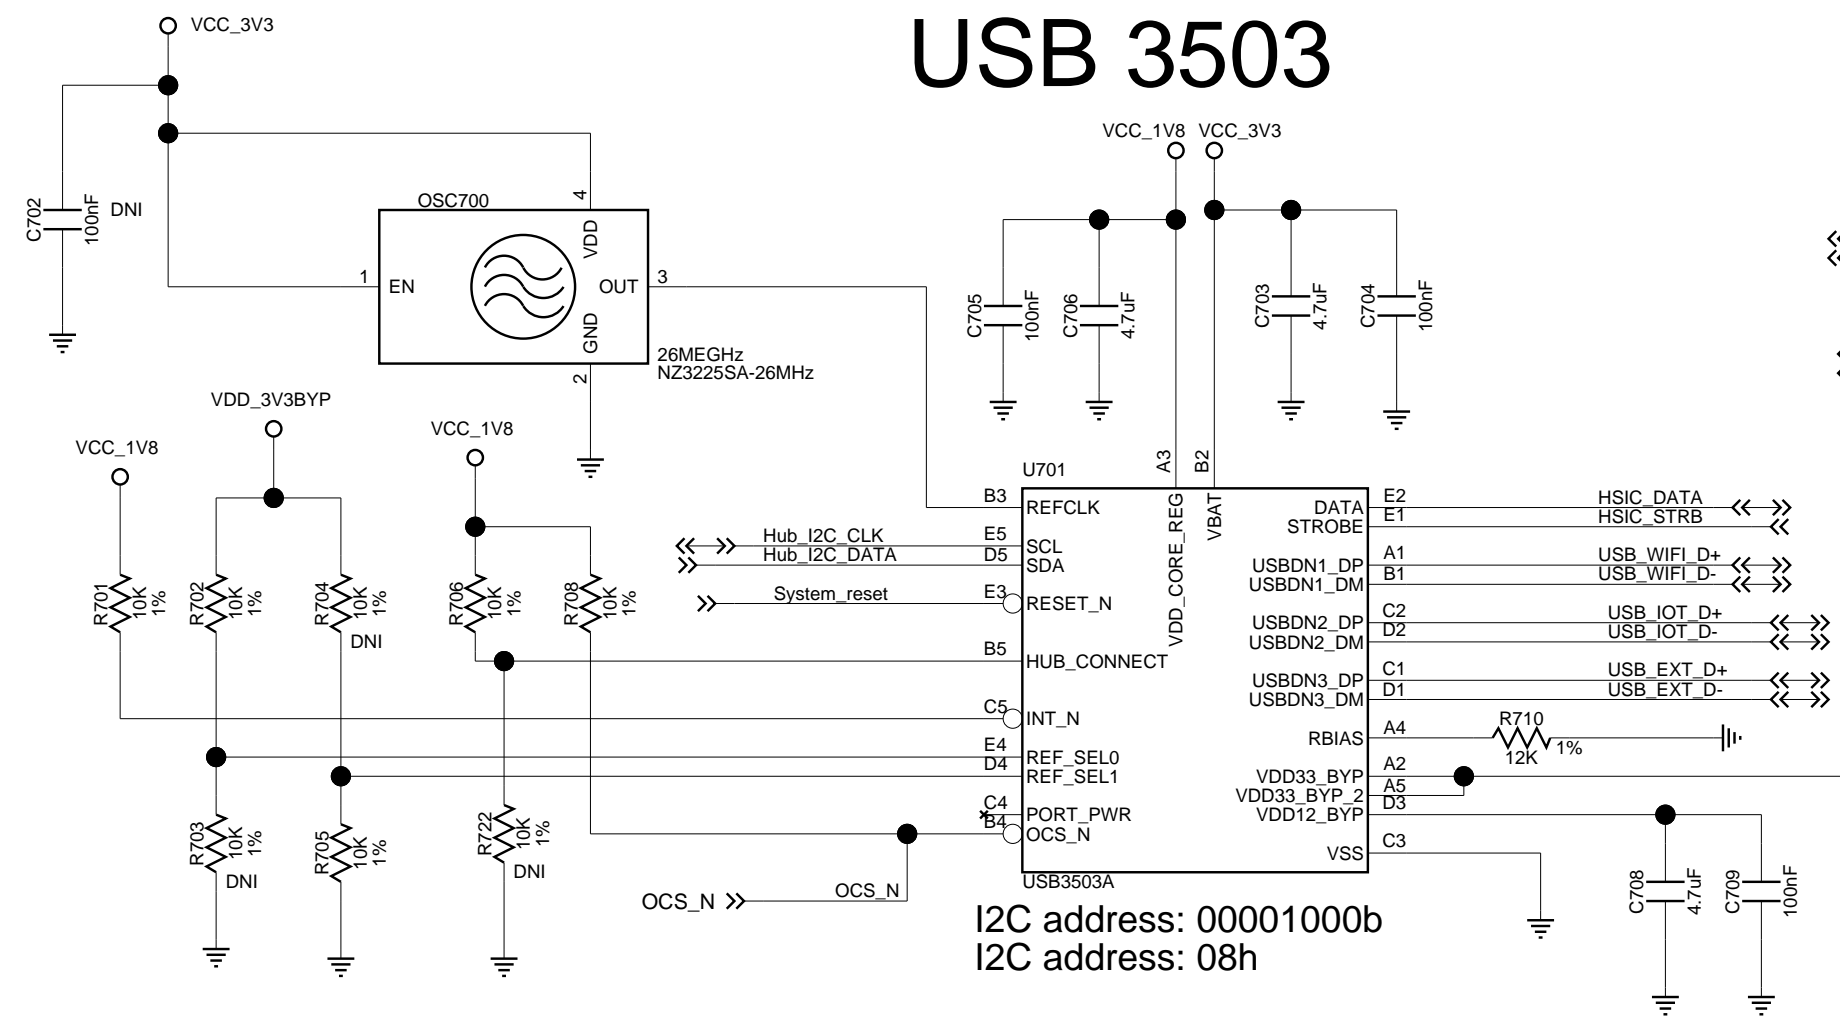 USB 3503
VCC_3V3
C702
100nF
DNI
OSC700
4
VDD
1
EN
OUT
3
GND
2
26MEGHz
NZ3225SA-26MHz
VCC_1V8
VCC_3V3
C705
100nF
C706
4.7uF
C703
4.7uF
C704
100nF
VDD_3V3BYP
VCC_1V8
VCC_1V8
R701
10K
1%
R702
10K
1%
R704
10K
1%
DNI
R706
10K
1%
R708
10K
1%
R703
10K
1%
DNI
R705
10K
1%
R722
10K
1%
DNI
Hub_I2C_CLK
Hub_I2C_DATA
System_reset
OCS_N
OCS_N
U701
A3
B2
VDD_CORE_REG
VBAT
B3
REFCLK
E5
SCL
D5
SDA
E3
RESET_N
B5
HUB_CONNECT
C5
INT_N
E4
REF_SEL0
D4
REF_SEL1
C4
PORT_PWR
B4
OCS_N
DATA
E2
HSIC_DATA
STROBE
E1
HSIC_STRB
USBDN1_DP
A1
USB_WIFI_D+
USBDN1_DM
B1
USB_WIFI_D-
USBDN2_DP
C2
USB_IOT_D+
USBDN2_DM
D2
USB_IOT_D-
USBDN3_DP
C1
USB_EXT_D+
USBDN3_DM
D1
USB_EXT_D-
RBIAS
A4
R710
12K
1%
VDD33_BYP
A2
VDD33_BYP_2
A5
VDD12_BYP
D3
VSS
C3
C708
4.7uF
C709
100nF
USB3503A
I2C address: 00001000b
I2C address: 08h